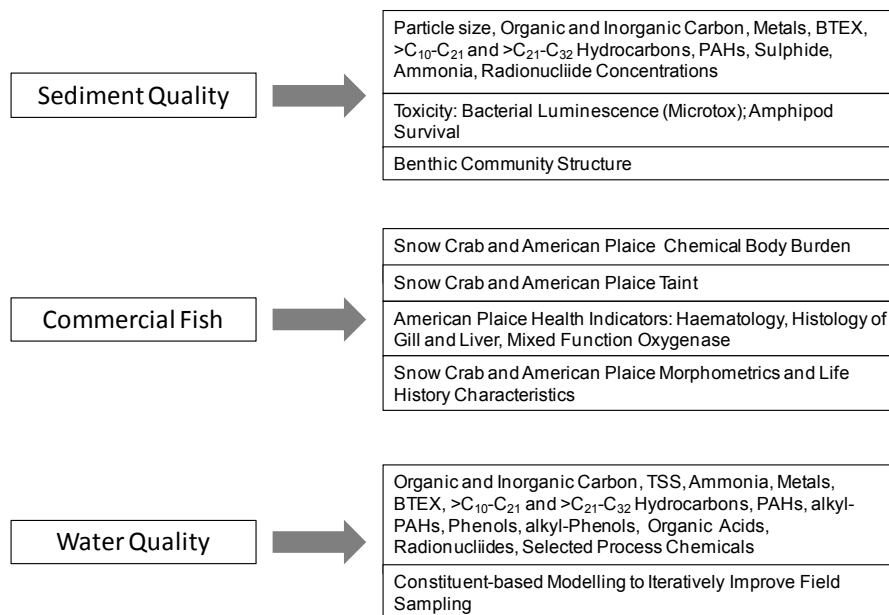 Particle size, Organic and Inorganic Carbon, Metals, BTEX,
>C10-C21 and >C21-C32 Hydrocarbons, PAHs, Sulphide,
Ammonia, Radionucliide Concentrations
Sediment Quality
Toxicity: Bacterial Luminescence (Microtox); Amphipod
Survival
Benthic Community Structure
Snow Crab and American Plaice Chemical Body Burden
Snow Crab and American Plaice Taint
Commercial Fish
American Plaice Health Indicators: Haematology, Histology of
Gill and Liver, Mixed Function Oxygenase
Snow Crab and American Plaice Morphometrics and Life
History Characteristics
Organic and Inorganic Carbon, TSS, Ammonia, Metals,
BTEX, >C10-C21 and >C21-C32 Hydrocarbons, PAHs, alkyl-
PAHs, Phenols, alkyl-Phenols, Organic Acids,
Radionucliides, Selected Process Chemicals
Water Quality
Constituent-based Modelling to Iteratively Improve Field
Sampling